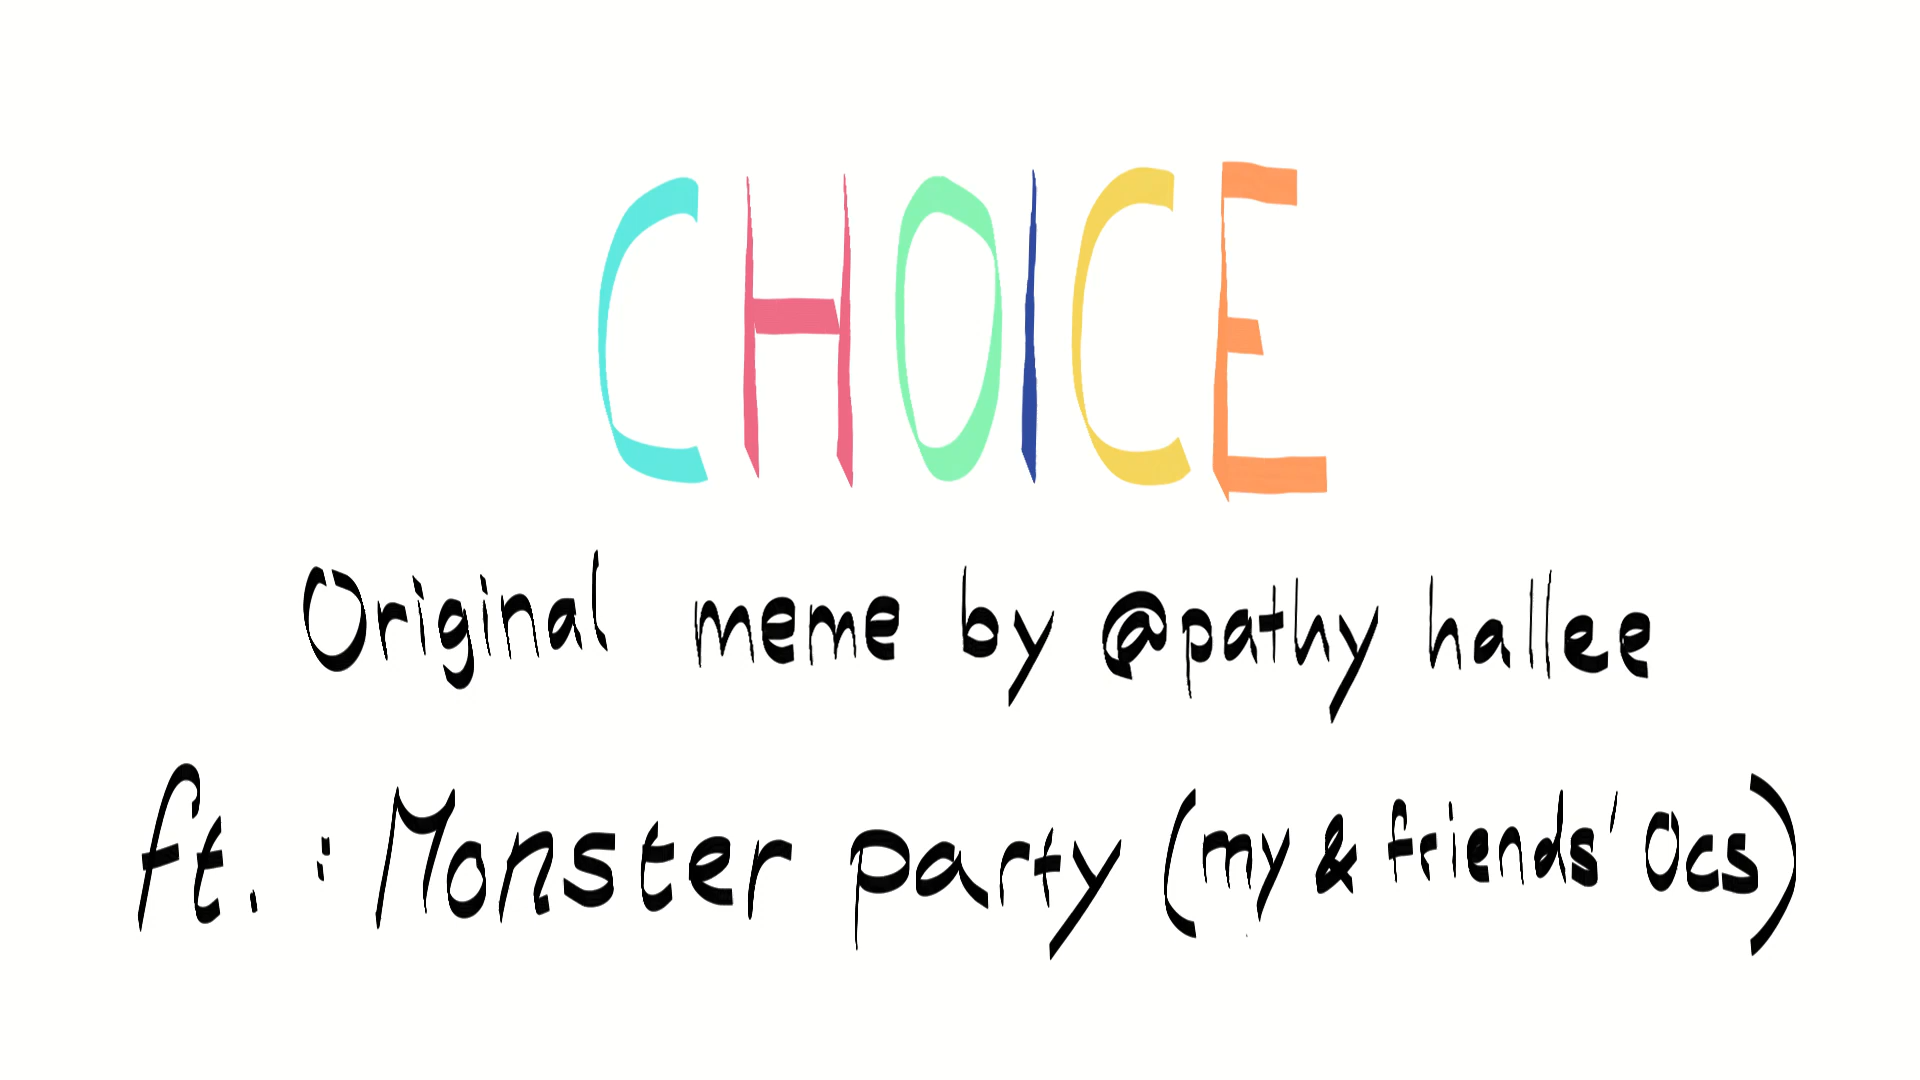 CHOICE
Original meme by @pathy hallee
ft. : Monster party (my & friends' Ocs)